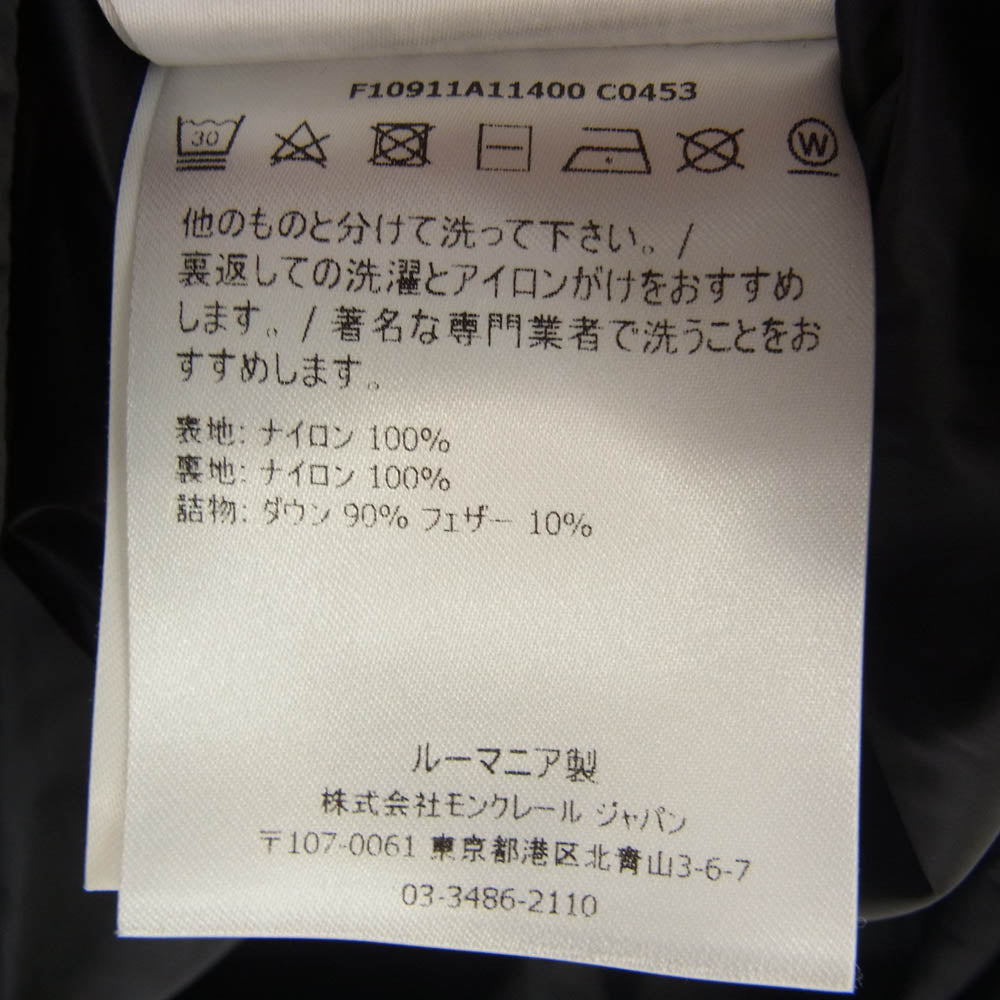 F10911A11400 C0453
30 W
他のものと分けて洗って下さい。/
裏返しての洗濯とアイロンがけをおすすめ
します。/ 著名な専門業者で洗うことをお
すすめします。
表地: ナイロン 100%
裏地: ナイロン 100%
詰物: ダウン 90% フェザー 10%
ルーマニア製
株式会社モンクレール ジャパン
〒107-0061 東京都港区北青山3-6-7
03-3486-2110